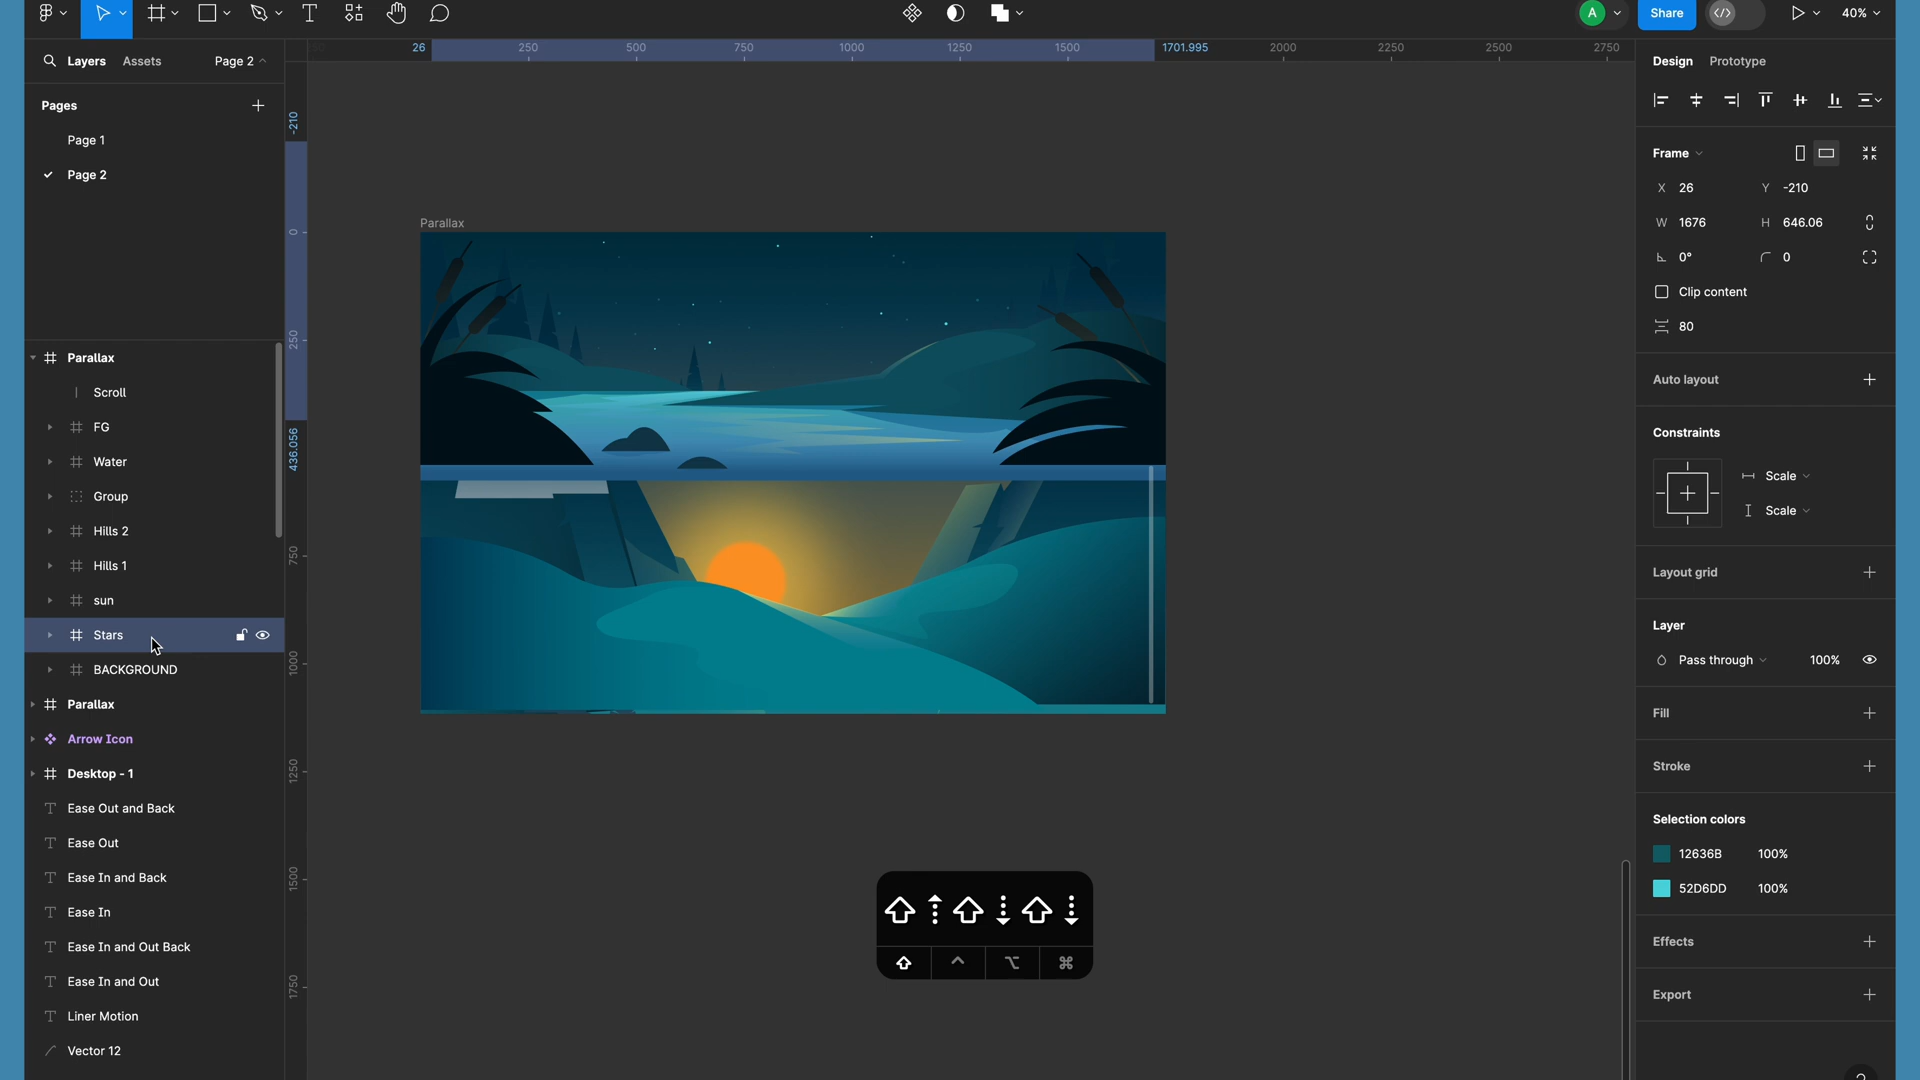 Share
40%
Layers
Assets
Page 2
Pages
Page 1
Page 2
Parallax
Scroll
FG
Water
Group
Hills 2
Hills 1
sun
Stars
BACKGROUND
Parallax
Arrow Icon
Desktop - 1
Ease Out and Back
Ease Out
Ease In and Back
Ease In
Ease In and Out Back
Ease In and Out
Liner Motion
Vector 12
26
250
500
750
1000
1250
1500
1701.995
2000
2250
2500
2750
-210
0
250
436.056
750
1000
1250
1500
1750
Parallax
A
Design
Prototype
Frame
X 26
Y -210
W 1676
H 646.06
0°
0
Clip content
80
Auto layout
Constraints
Scale
Scale
Layout grid
Layer
Pass through
100%
Fill
Stroke
Selection colors
12636B 100%
52D6DD 100%
Effects
Export